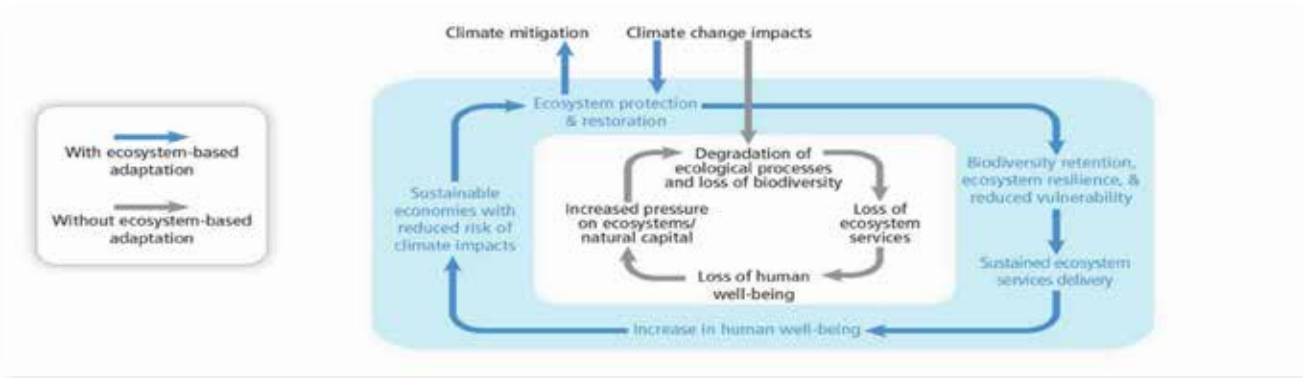 Climate mitigation
Climate change impacts
With ecosystem-based
adaptation
Without ecosystem-based
adaptation
Ecosystem protection
& restoration
Biodiversity retention,
ecosystem resilience, &
reduced vulnerability
Sustained ecosystem
services delivery
Increase in human well-being
Sustainable
economies with
reduced risk of
climate impacts
Degradation of
ecological processes
and loss of biodiversity
Loss of
ecosystem
services
Loss of human
well-being
Increased pressure
on ecosystems/
natural capital